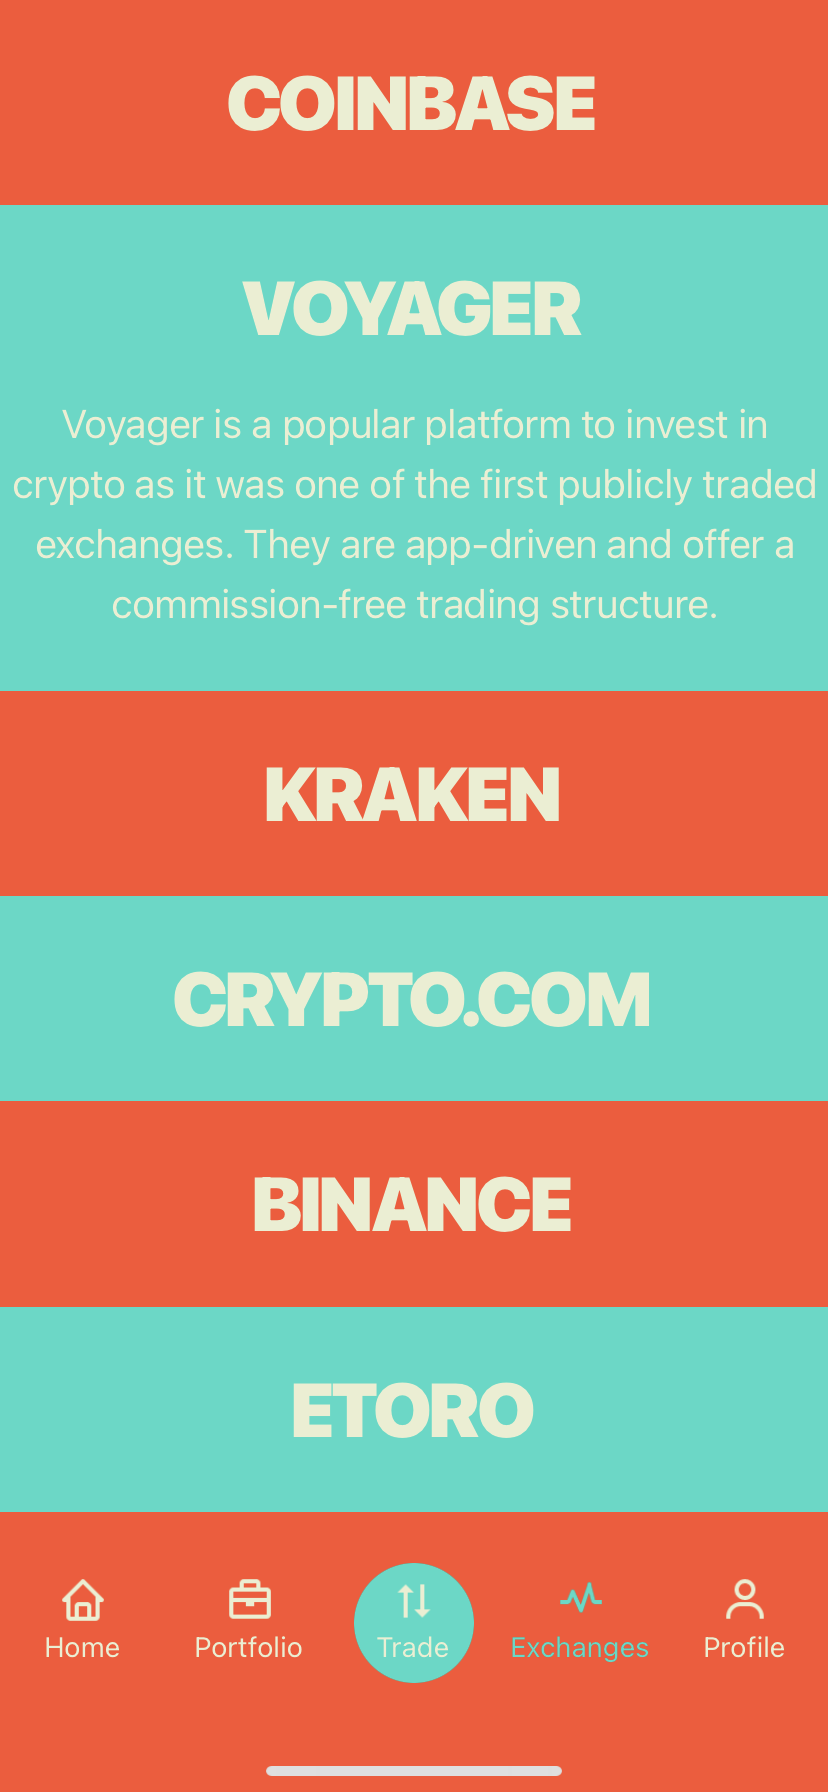 COINBASE
VOYAGER
Voyager is a popular platform to invest in
crypto as it was one of the first publicly traded
exchanges. They are app-driven and offer a
commission-free trading structure.
KRAKEN
CRYPTO.COM
BINANCE
ETORO
Home Portfolio Trade Exchanges Profile